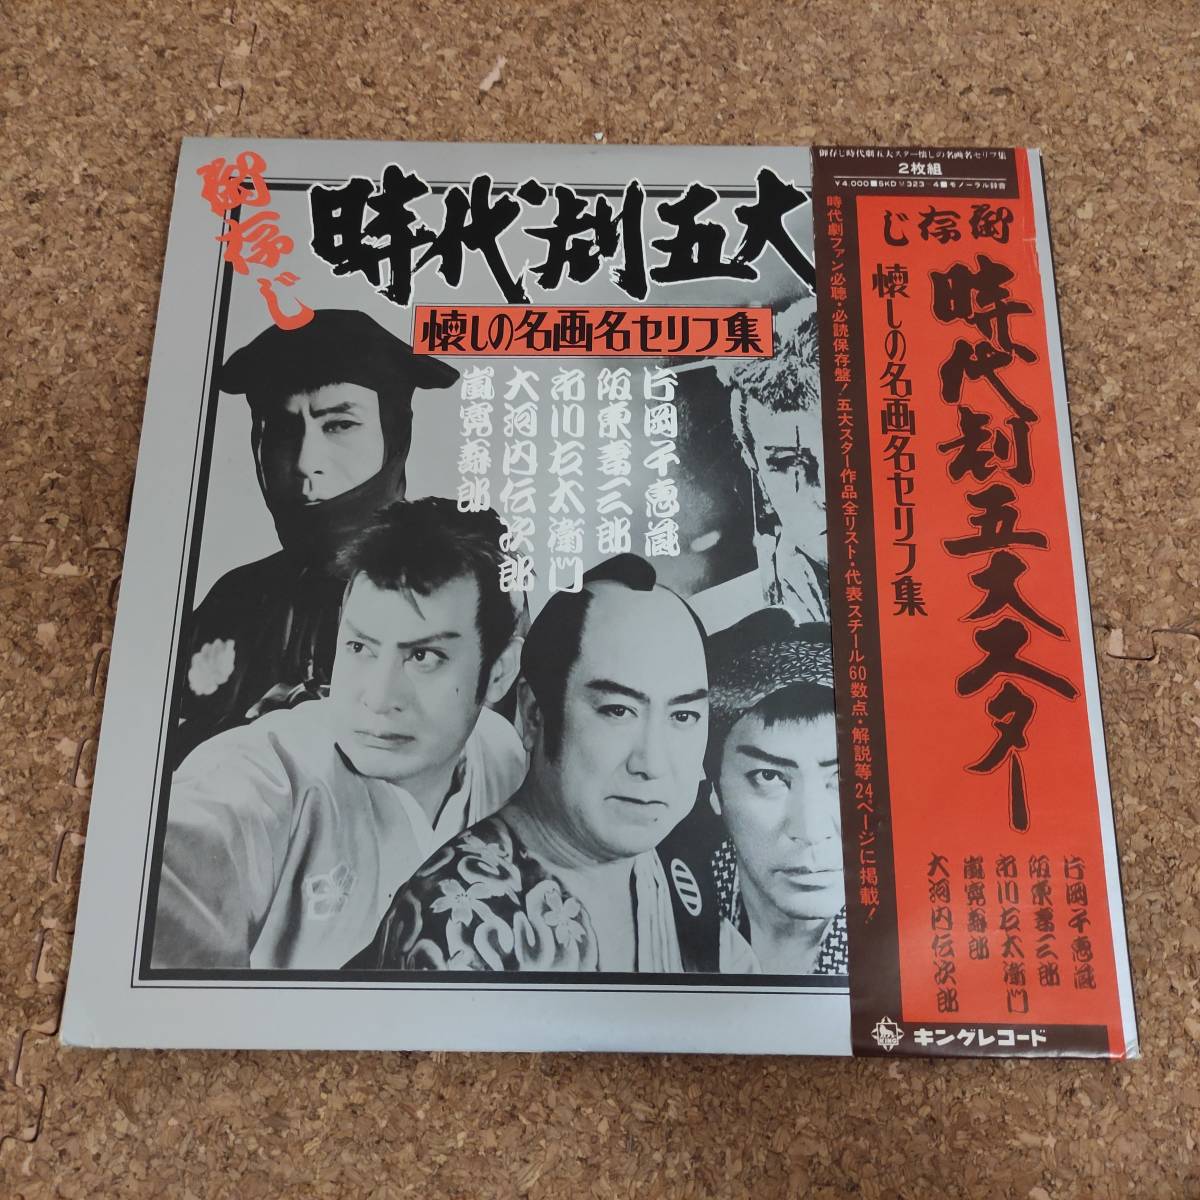 御存じ
時代劇五大
懐しの名画名セリフ集
片岡千恵蔵
阪東妻三郎
市川右太衛門
大河内伝次郎
嵐寛寿郎
御存じ時代劇五大スター懐しの名画名セリフ集
2枚組
¥4,000■SKD(M)323〜4■モノーラル録音
時代劇ファン必聴・必読保存盤！五大スター作品全リスト・代表スチール60数点・解説等24ページに掲載！
御存じ
時代劇五大スター
懐しの名画名セリフ集
片岡千恵蔵
阪東妻三郎
市川右太衛門
嵐寛寿郎
大河内伝次郎
KING
キングレコード